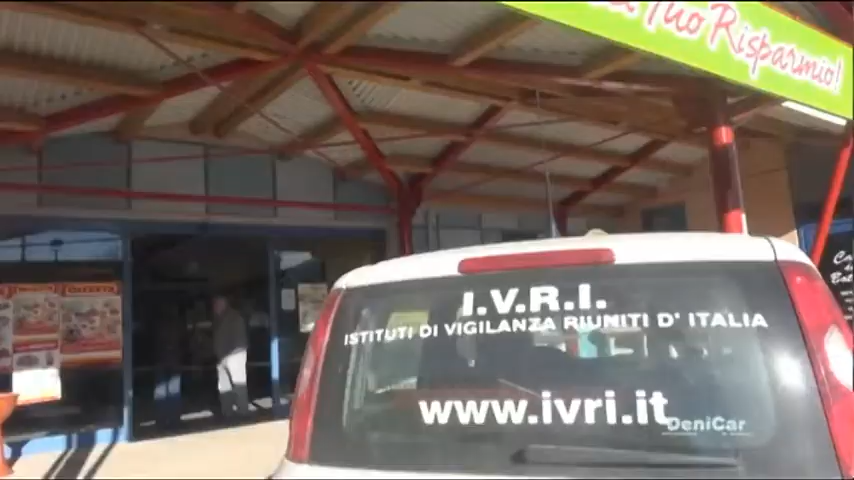 Tuo Risparmio!
I.V.R.I.
ISTITUTI DI VIGILANZA RIUNITI D' ITALIA
www.ivri.it
DeniCar